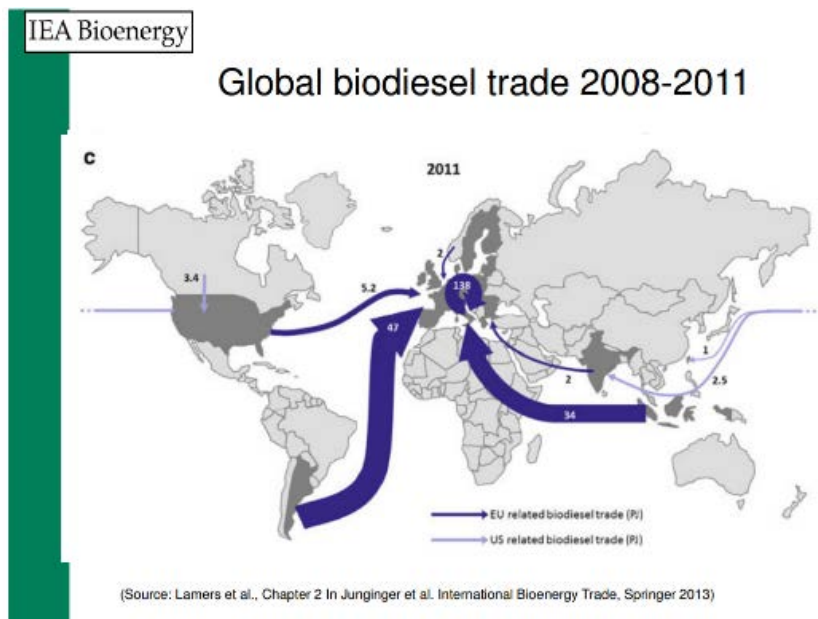 IEA Bioenergy
Global biodiesel trade 2008-2011
c
2011
2
3.4
138
5.2
47
1
2
2.5
34
EU related biodiesel trade (PJ)
US related biodiesel trade (PJ)
(Source: Lamers et al., Chapter 2 In Junginger et al. International Bioenergy Trade, Springer 2013)